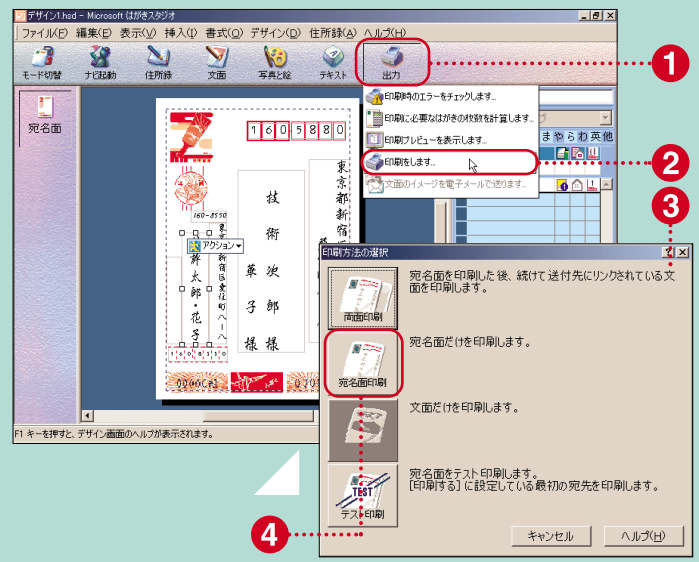 デザイン1.hsd - Microsoft はがきスタジオ
ファイル(F) 編集(E) 表示(V) 挿入(I) 書式(O) デザイン(D) 住所録(A) ヘルプ(H)
モード切替 ナビ起動 住所録 文面 写真と絵 テキスト 出力
1
印刷時のエラーをチェックします...
印刷に必要なはがきの枚数を計算します...
印刷プレビューを表示します...
印刷をします...
文面のイメージを電子メールで送ります...
2
まやらわ英他
宛名面
1605880
東京都新宿
技術次郎様
華子様
160-8550
アクション
太郎・花子
1608550
F1 キーを押すと、デザイン画面のヘルプが表示されます。
3
印刷方法の選択
両面印刷
宛名面を印刷した後、続けて送付先にリンクされている文
面を印刷します。
宛名面印刷
宛名面だけを印刷します。
文面だけを印刷します。
TEST
テスト印刷
宛名面をテスト印刷します。
[印刷する] に設定している最初の宛先を印刷します。
4
キャンセル ヘルプ(H)